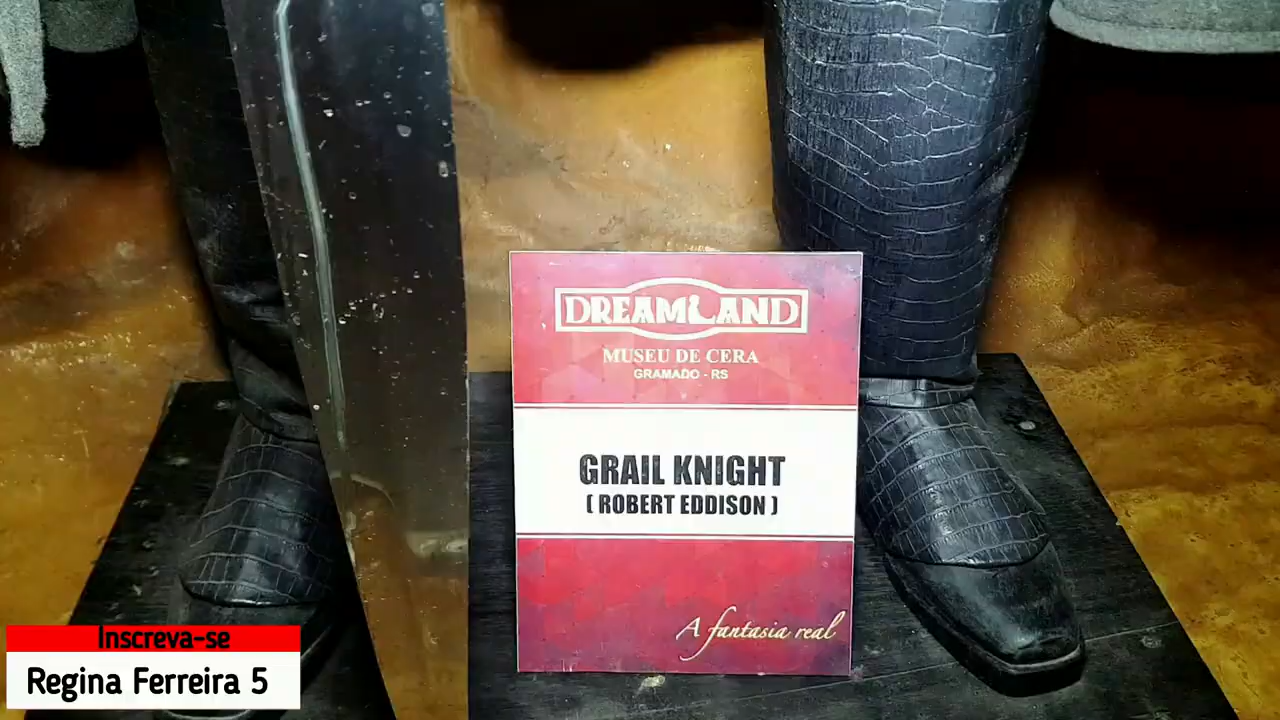 DREAMLAND
MUSEU DE CERA
GRAMADO - RS
GRAIL KNIGHT
( ROBERT EDDISON )
A fantasia real
Inscreva-se
Regina Ferreira 5